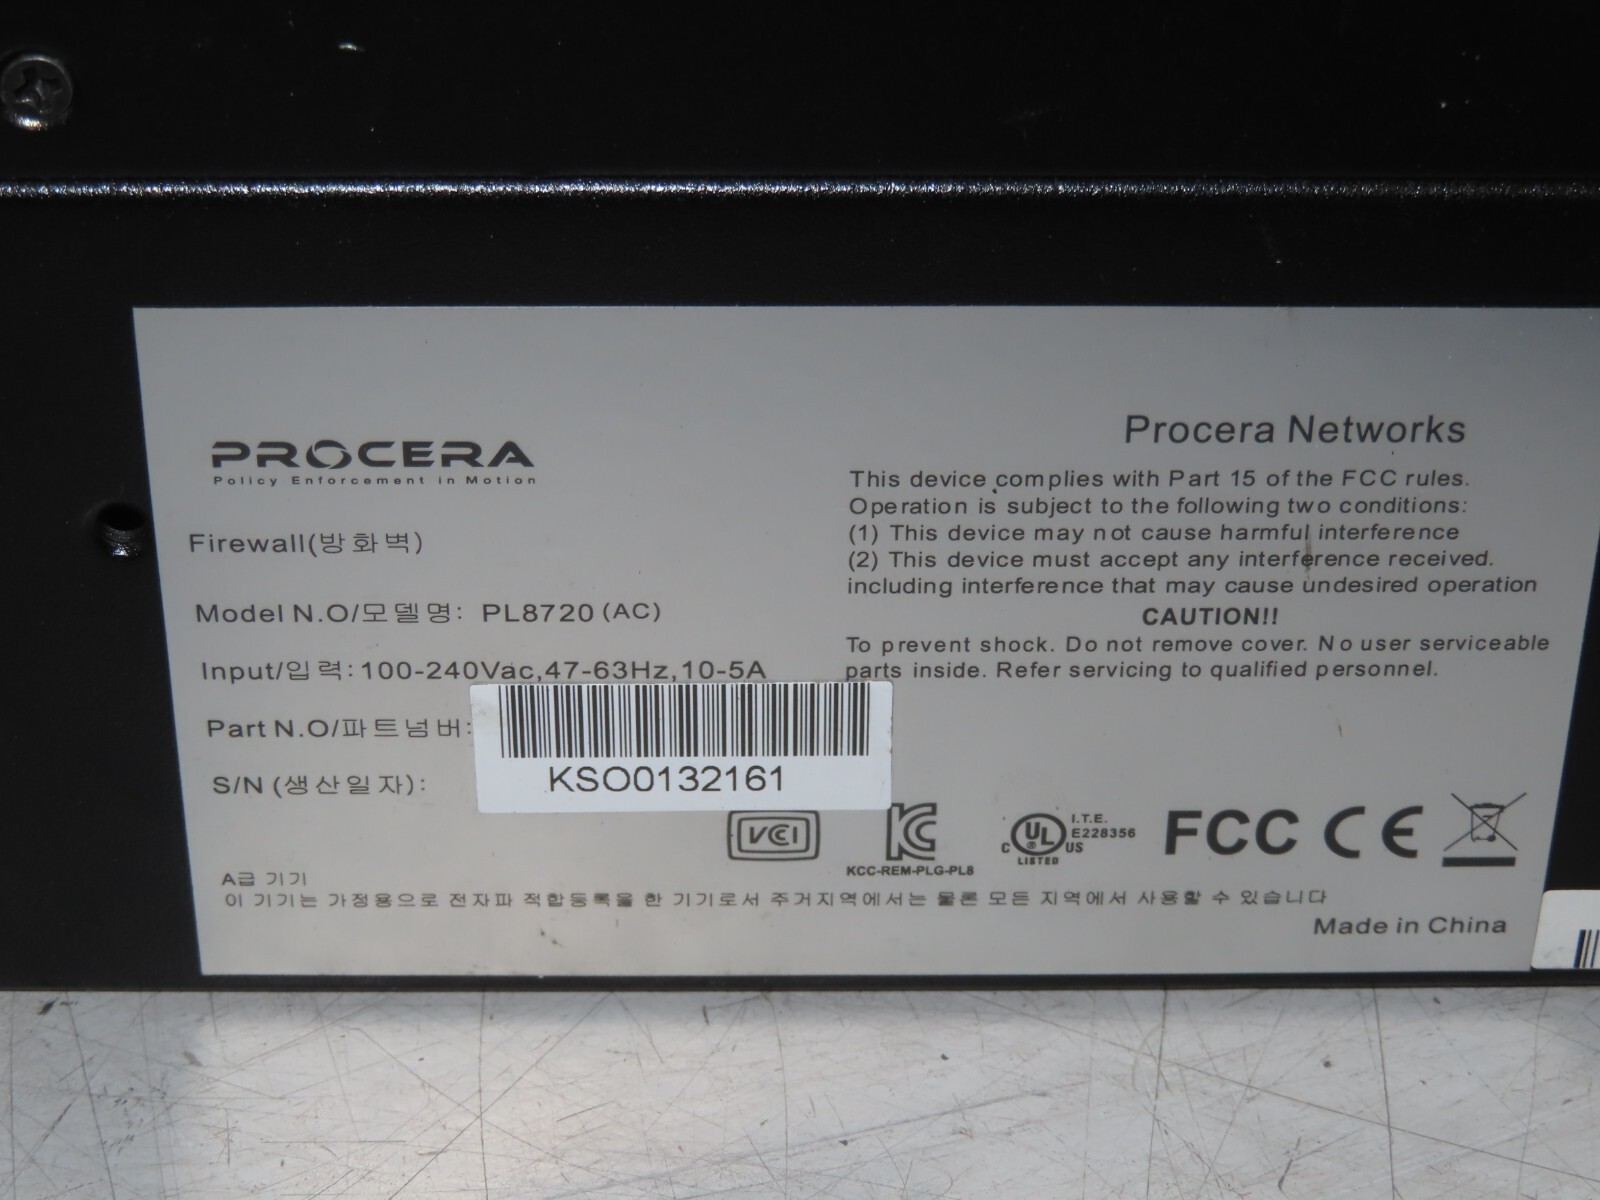 PROCERA
Policy Enforcement in Motion
Firewall(방화벽)
Model N.O/모델명: PL8720 (AC)
Input/입력: 100-240Vac,47-63Hz,10-5A
Part N.O/파트넘버:
S/N (생산일자):
KSO0132161
Procera Networks
This device complies with Part 15 of the FCC rules.
Operation is subject to the following two conditions:
(1) This device may not cause harmful interference
(2) This device must accept any interference received.
including interference that may cause undesired operation
CAUTION!!
To prevent shock. Do not remove cover. No user serviceable
parts inside. Refer servicing to qualified personnel.
VCCI
KC
KCC-REM-PLG-PL8
C UL US
®
LISTED
I.T.E.
E228356
FCC CE
A급 기기
이 기기는 가정용으로 전자파 적합등록을 한 기기로서 주거지역에서는 물론 모든 지역에서 사용할 수 있습니다
Made in China